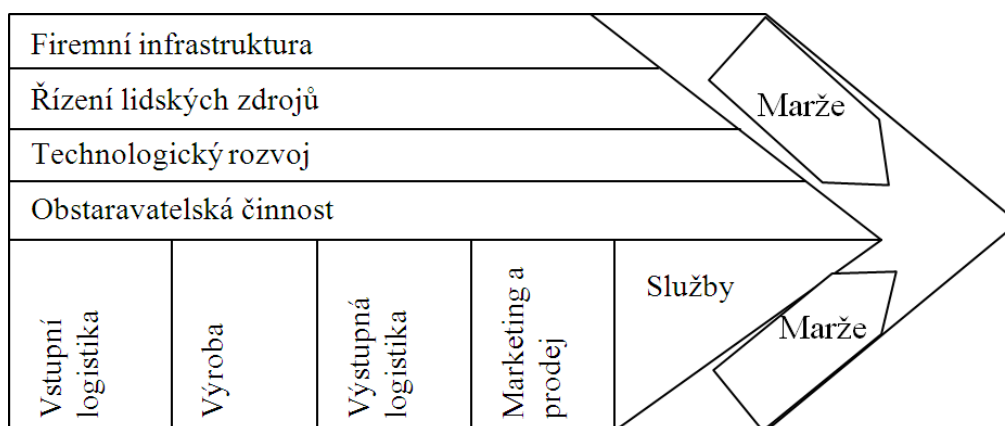 Firemní infrastruktura
Řízení lidských zdrojů
Technologický rozvoj
Obstaravatelská činnost
Marže
Vstupní
logistika
Výroba
Výstupná
logistika
Marketing a
prodej
Služby
Marže